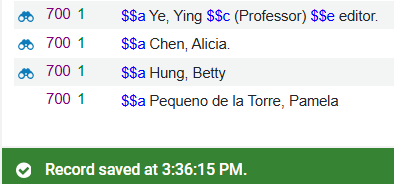 700 1 $$a Ye, Ying $$c (Professor) $$e editor.
700 1 $$a Chen, Alicia.
700 1 $$a Hung, Betty
700 1 $$a Pequeno de la Torre, Pamela
Record saved at 3:36:15 PM.